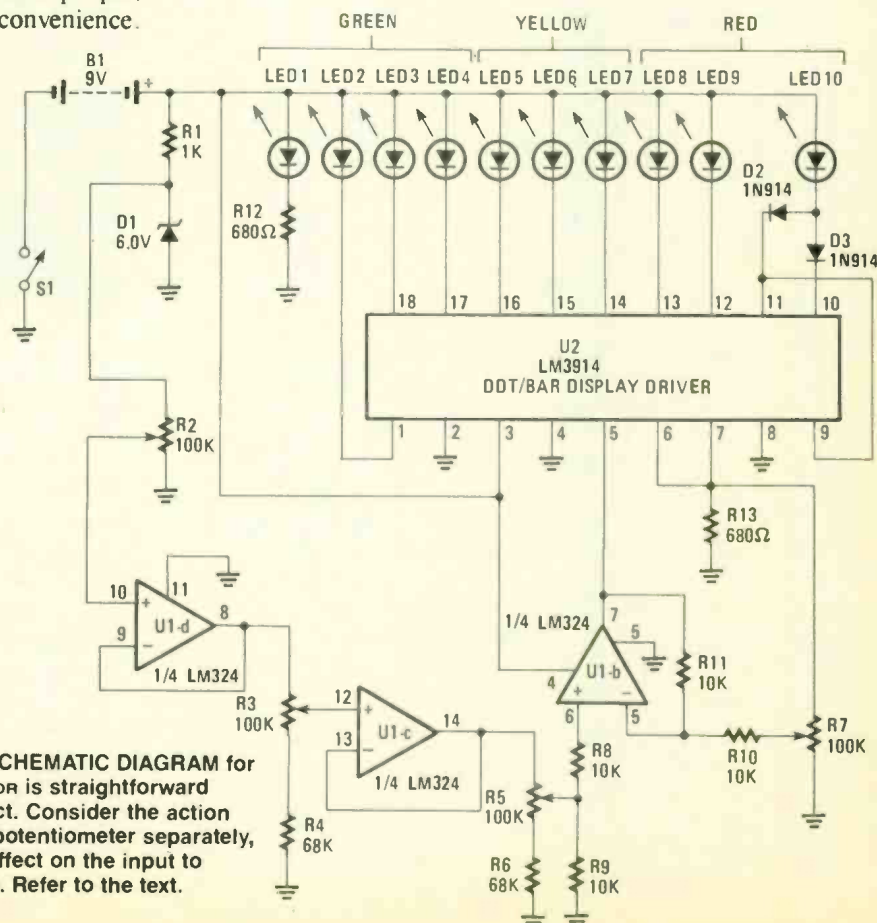 convenience.
GREEN YELLOW RED
B1
9V
+
LED1 LED2 LED3 LED4 LED5 LED6 LED7 LED8 LED9 LED10
R1
1K
D1
6.0V
S1
R12
680Ω
D2
1N914
D3
1N914
18 17 16 15 14 13 12 11 10
U2
LM3914
DDT/BAR DISPLAY DRIVER
1 2 3 4 5 6 7 8 9
R2
100K
R13
680Ω
10 + 11
9 − 8
U1-d
1/4 LM324
R3
100K
12 + 14
13 −
U1-c
1/4 LM324
R4
68K
1/4 LM324
7
5
4
U1-b
+ −
6 5
R11
10K
R8
10K
R10
10K
R7
100K
R5
100K
R6
68K
R9
10K
CHEMATIC DIAGRAM for
OR is straightforward
ct. Consider the action
potentiometer separately,
ffect on the input to
. Refer to the text.